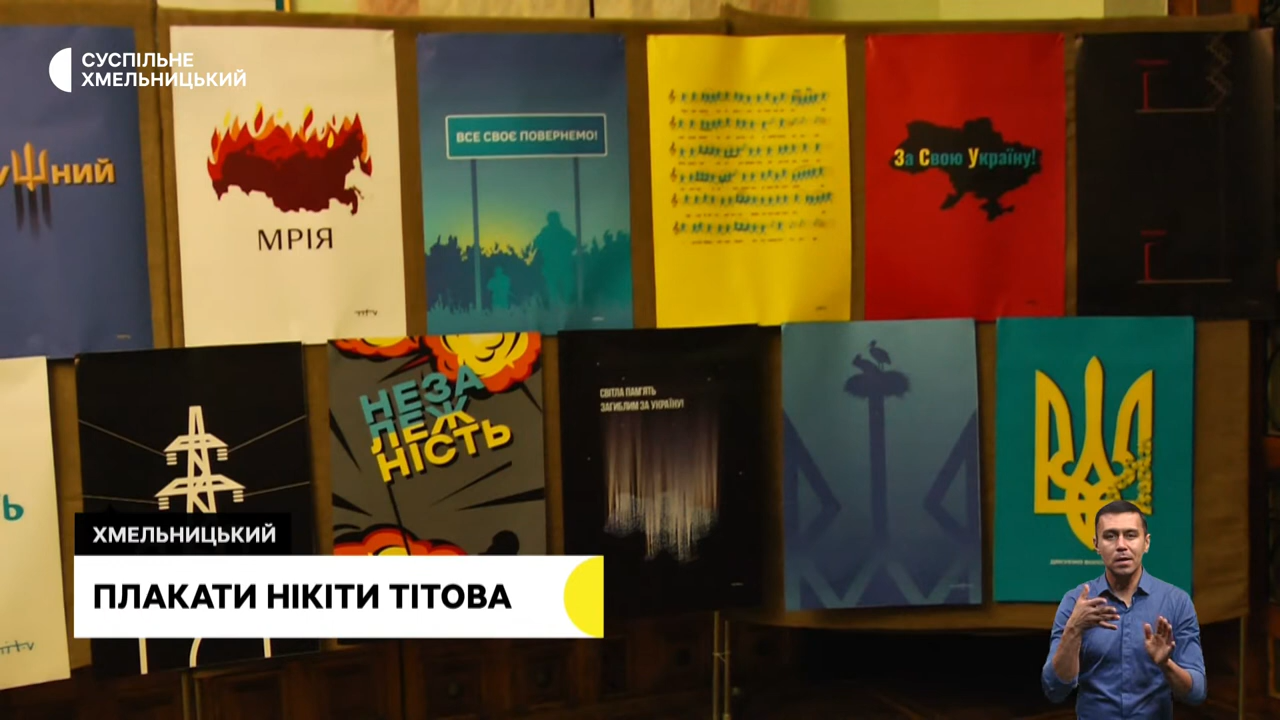 СУСПІЛЬНЕ
ХМЕЛЬНИЦЬКИЙ
МРІЯ
ВСЕ СВОЄ ПОВЕРНЕМО!
За Свою Україну!
НЕЗА
ЛЕЖ
НІСТЬ
СВІТЛА ПАМ'ЯТЬ
ЗАГИБЛИМ ЗА УКРАЇНУ!
ХМЕЛЬНИЦЬКИЙ
ПЛАКАТИ НІКІТИ ТІТОВА